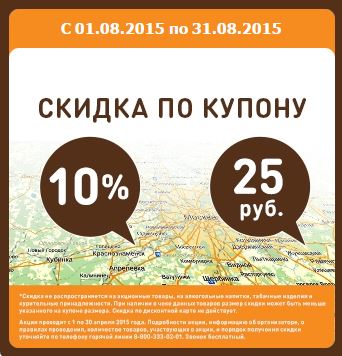 С 01.08.2015 по 31.08.2015
СКИДКА ПО КУПОНУ
10%
25
руб.
Краснознаменск
Кубинка
Апрелевка
Калининец
Щербинка
*Скидка не распространяется на акционные товары, на алкогольные напитки, табачные изделия и
курительные принадлежности. При наличии в чеке данных товаров размер скидки может быть меньше
указанного на купоне размера. Скидка по дисконтной карте не действует.
Акция проходит с 1 по 30 апреля 2015 года. Подробности акции, информацию об организаторе, о
правилах проведения, количестве товаров, участвующих в акции, и порядок получения скидки
уточняйте по телефону горячей линии 8-800-333-02-01. Звонок бесплатный.